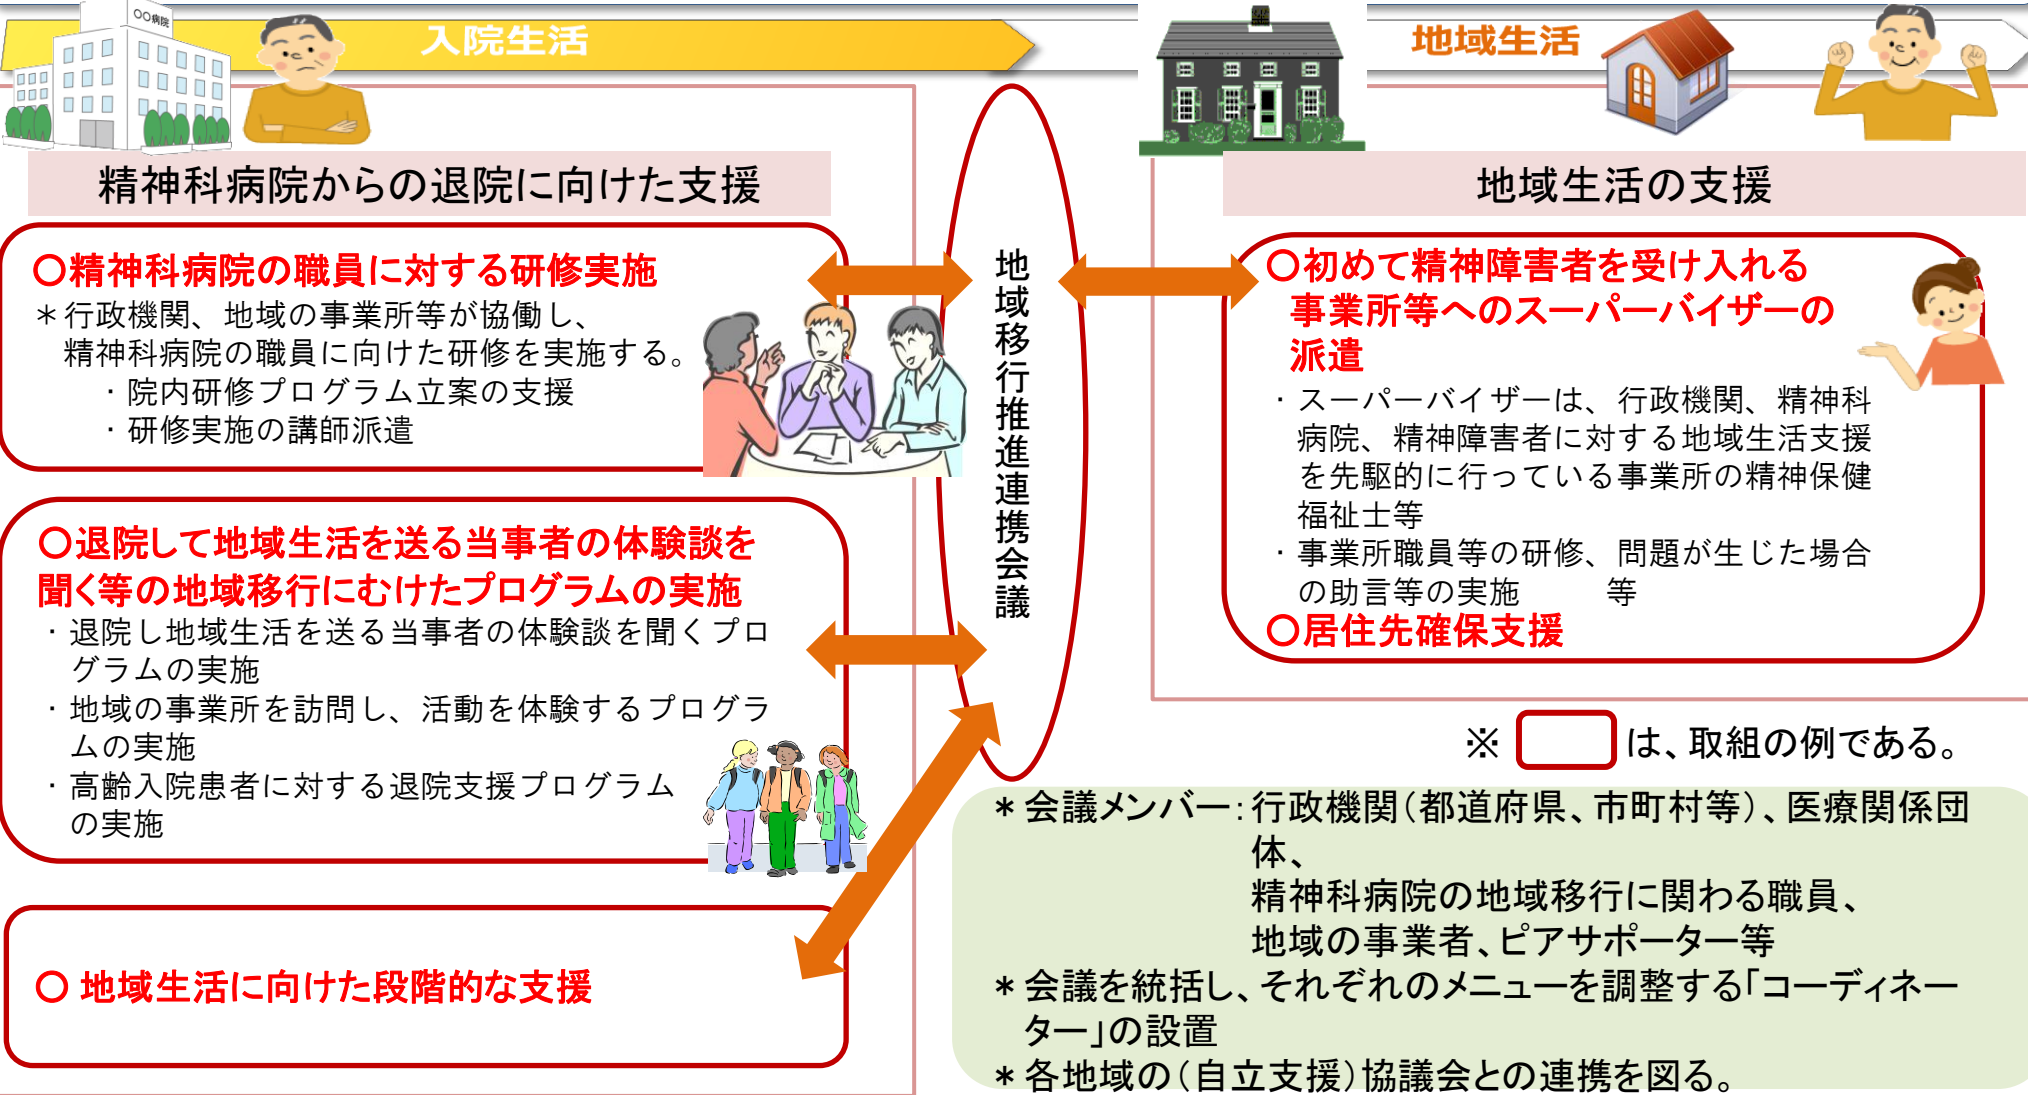 〇〇病院
入院生活
地域生活
精神科病院からの退院に向けた支援
○精神科病院の職員に対する研修実施
＊行政機関、地域の事業所等が協働し、
精神科病院の職員に向けた研修を実施する。
・院内研修プログラム立案の支援
・研修実施の講師派遣
○退院して地域生活を送る当事者の体験談を
聞く等の地域移行にむけたプログラムの実施
・退院し地域生活を送る当事者の体験談を聞くプロ
グラムの実施
・地域の事業所を訪問し、活動を体験するプログラ
ムの実施
・高齢入院患者に対する退院支援プログラム
の実施
○ 地域生活に向けた段階的な支援
地域移行推進連携会議
地域生活の支援
○初めて精神障害者を受け入れる
事業所等へのスーパーバイザーの
派遣
・スーパーバイザーは、行政機関、精神科
病院、精神障害者に対する地域生活支援
を先駆的に行っている事業所の精神保健
福祉士等
・事業所職員等の研修、問題が生じた場合
の助言等の実施　　等
○居住先確保支援
※　　は、取組の例である。
＊会議メンバー：行政機関（都道府県、市町村等）、医療関係団
体、
精神科病院の地域移行に関わる職員、
地域の事業者、ピアサポーター等
＊会議を統括し、それぞれのメニューを調整する「コーディネー
ター」の設置
＊各地域の（自立支援）協議会との連携を図る。